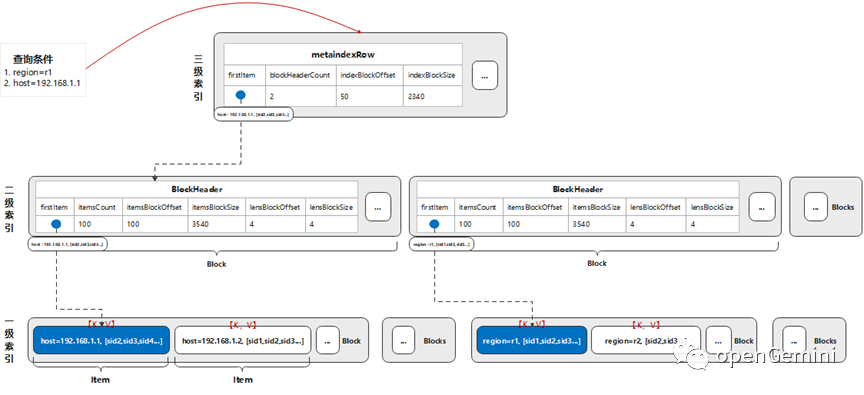 查询条件
1. region=r1
2. host=192.168.1.1
三级索引
metaindexRow
firstItem blockHeaderCount indexBlockOffset indexBlockSize
2 50 2340
...
host=192.168.1.1, [sid2,sid3,sid4...]
二级索引
BlockHeader
firstItem itemsCount itemsBlockOffset itemsBlockSize lensBlockOffset lensBlockSize
100 100 3540 4 4
...
host=192.168.1.1, [sid2,sid3,sid4...]
Block
BlockHeader
firstItem itemsCount itemsBlockOffset itemsBlockSize lensBlockOffset lensBlockSize
100 100 3540 4 4
...
region=r1, [sid1,sid2,sid3...]
Block
... Blocks
一级索引
【K, V】 【K, V】
host=192.168.1.1, [sid2,sid3,sid4...] host=192.168.1.2, [sid1,sid2,sid3...] ... Block
Item Item
... Blocks
【K, V】 【K, V】
region=r1, [sid1,sid2,sid3...] region=r2, [sid2,sid3...] ... Block
... Blocks
openGemini